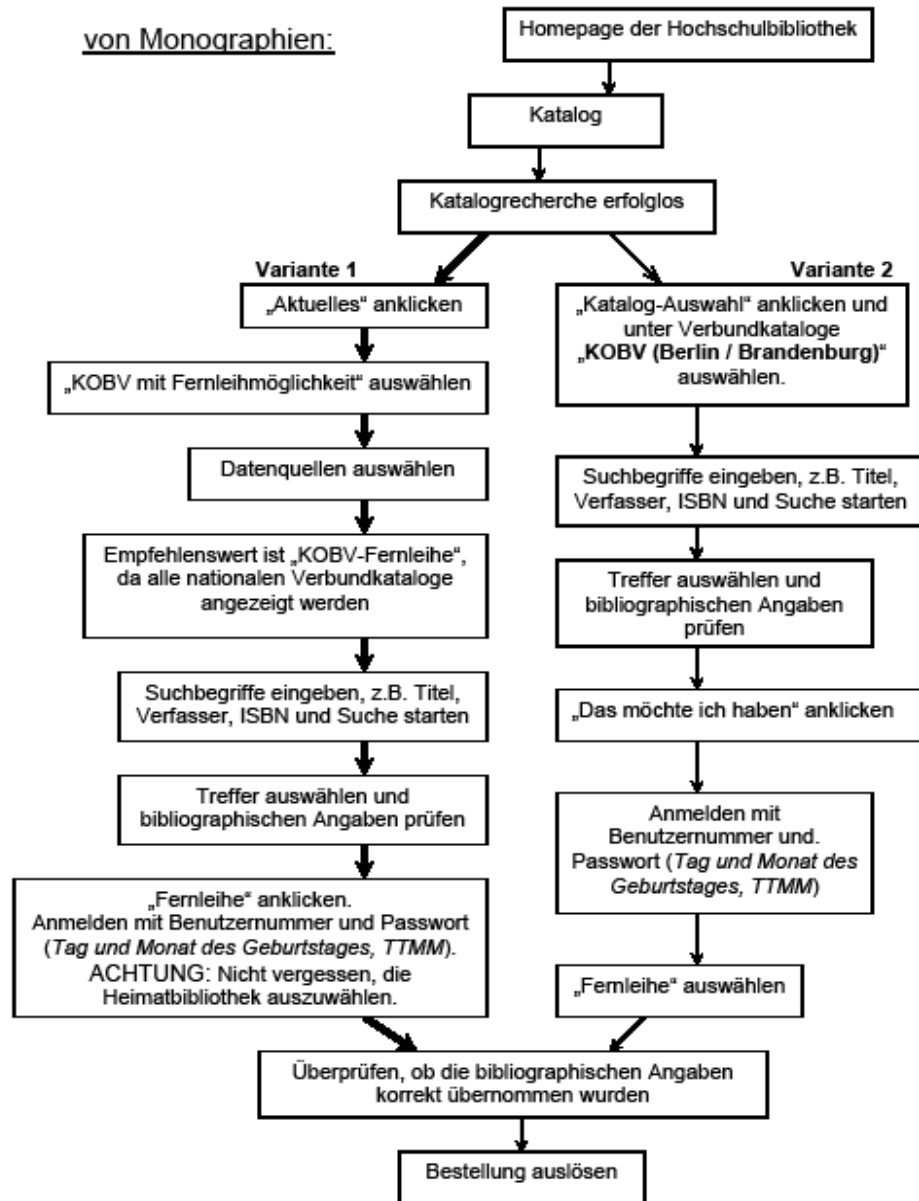 von Monographien:
Homepage der Hochschulbibliothek
Katalog
Katalogrecherche erfolglos
Variante 1
„Aktuelles“ anklicken
„KOBV mit Fernleihmöglichkeit“ auswählen
Datenquellen auswählen
Empfehlenswert ist „KOBV-Fernleihe“,
da alle nationalen Verbundkataloge
angezeigt werden
Suchbegriffe eingeben, z.B. Titel,
Verfasser, ISBN und Suche starten
Treffer auswählen und
bibliographischen Angaben prüfen
„Fernleihe“ anklicken.
Anmelden mit Benutzernummer und Passwort
(Tag und Monat des Geburtstages, TTMM).
ACHTUNG: Nicht vergessen, die
Heimatbibliothek auszuwählen.
Variante 2
„Katalog-Auswahl“ anklicken und
unter Verbundkataloge
„KOBV (Berlin / Brandenburg)“
auswählen.
Suchbegriffe eingeben, z.B. Titel,
Verfasser, ISBN und Suche starten
Treffer auswählen und
bibliographischen Angaben
prüfen
„Das möchte ich haben“ anklicken
Anmelden mit
Benutzernummer und.
Passwort (Tag und Monat des
Geburtstages, TTMM)
„Fernleihe“ auswählen
Überprüfen, ob die bibliographischen Angaben
korrekt übernommen wurden
Bestellung auslösen